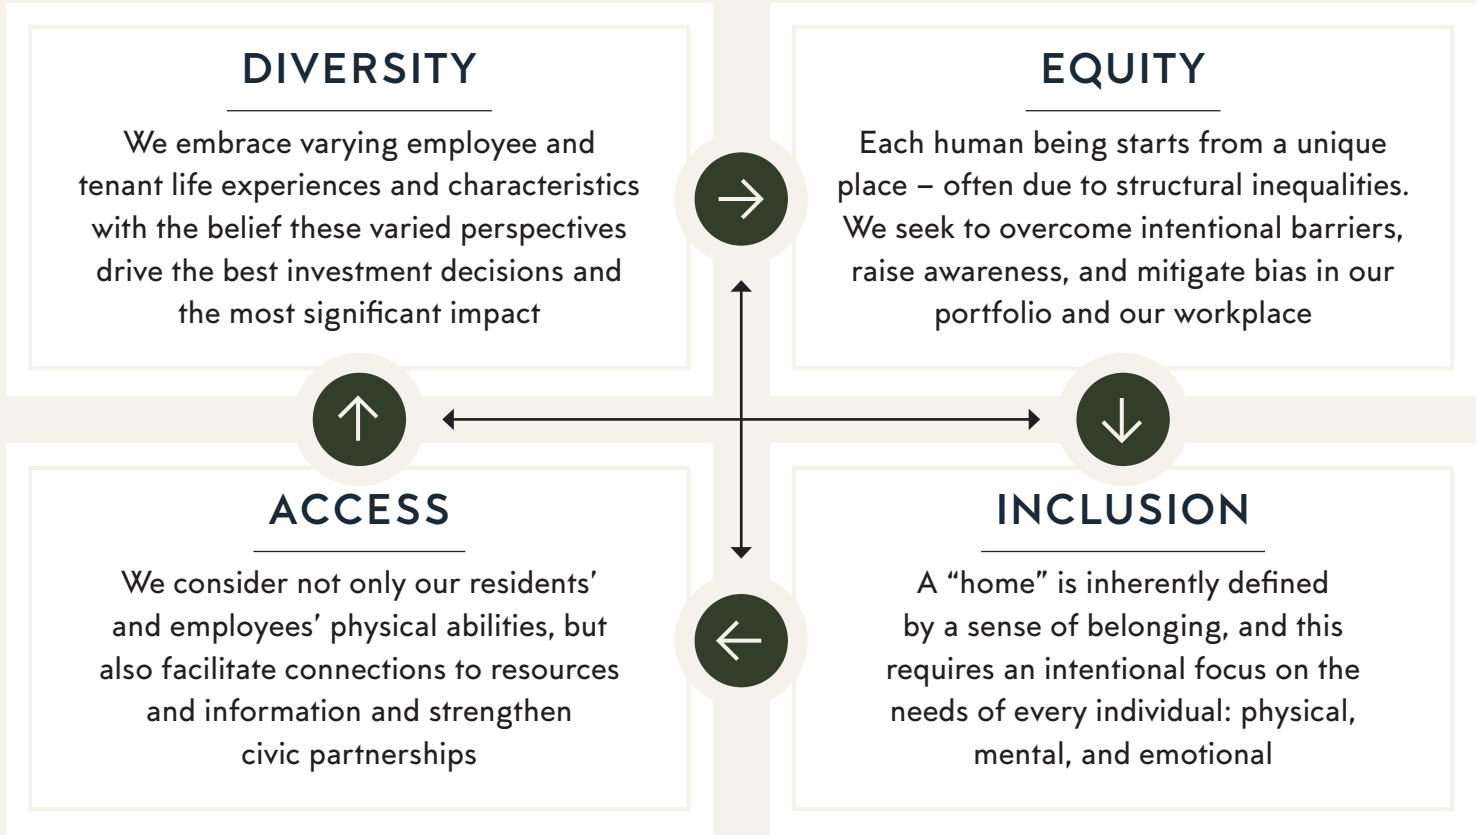 DIVERSITY
We embrace varying employee and
tenant life experiences and characteristics
with the belief these varied perspectives
drive the best investment decisions and
the most significant impact
EQUITY
Each human being starts from a unique
place – often due to structural inequalities.
We seek to overcome intentional barriers,
raise awareness, and mitigate bias in our
portfolio and our workplace
ACCESS
We consider not only our residents’
and employees’ physical abilities, but
also facilitate connections to resources
and information and strengthen
civic partnerships
INCLUSION
A “home” is inherently defined
by a sense of belonging, and this
requires an intentional focus on the
needs of every individual: physical,
mental, and emotional